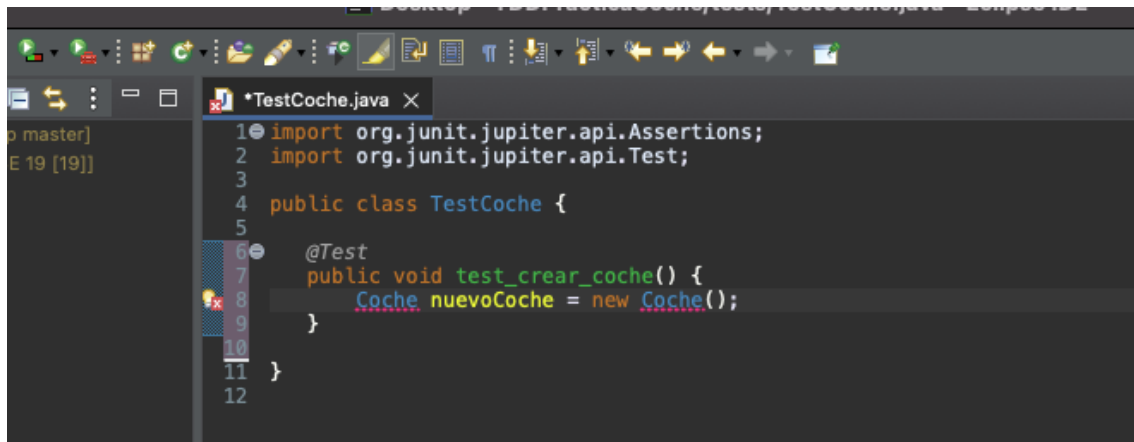 *TestCoche.java
p master]
E 19 [19]]
1 import org.junit.jupiter.api.Assertions;
2 import org.junit.jupiter.api.Test;
3
4 public class TestCoche {
5
6 @Test
7 public void test_crear_coche() {
8 Coche nuevoCoche = new Coche();
9 }
10
11 }
12